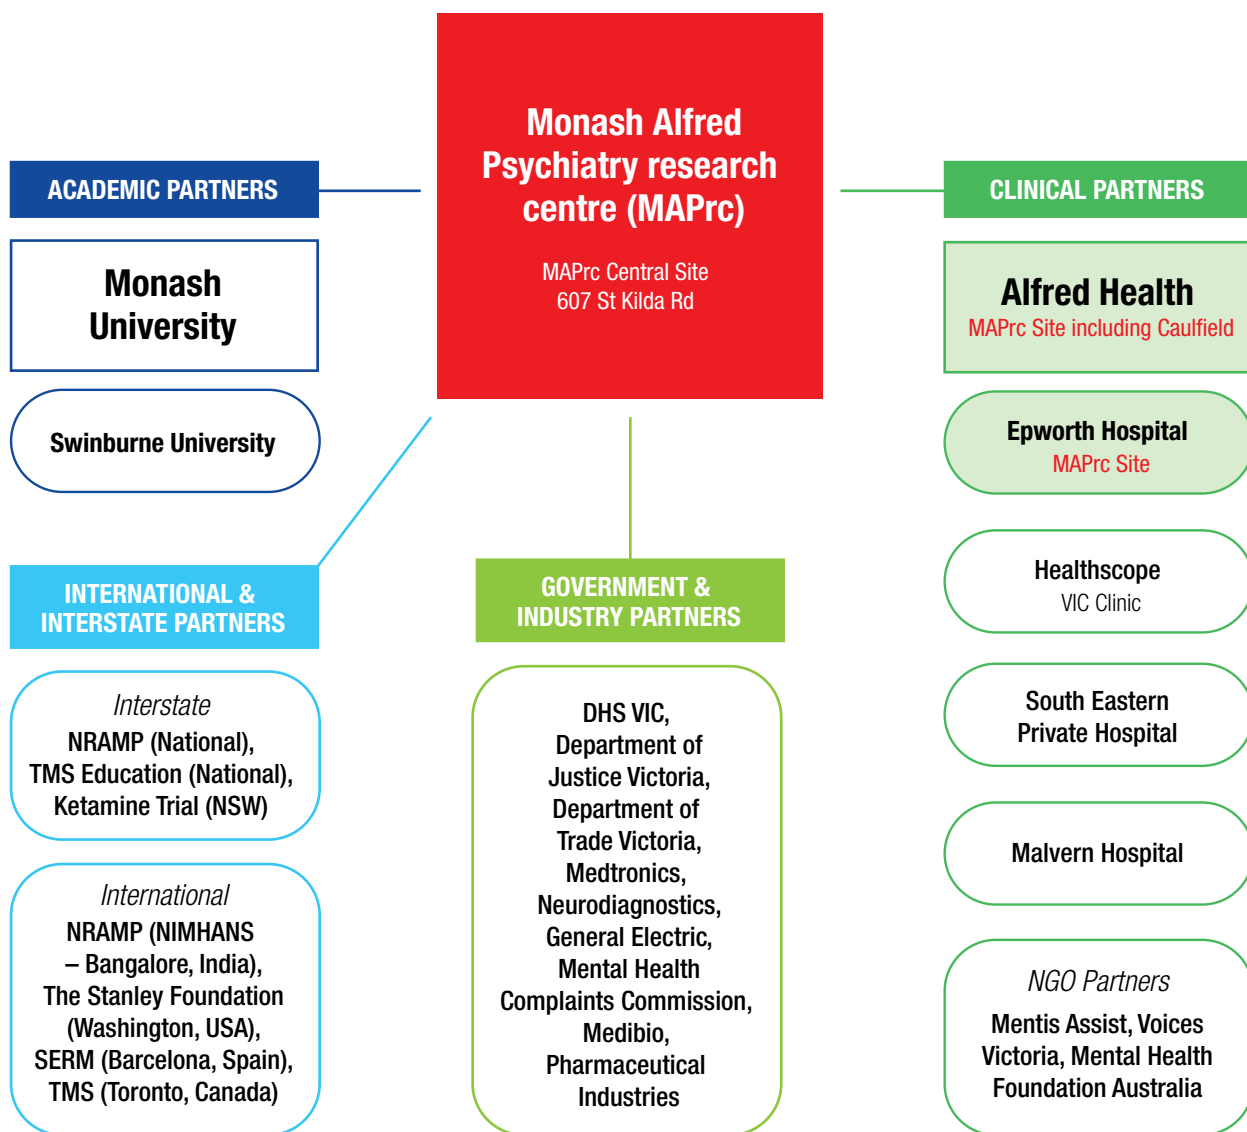 Monash Alfred
Psychiatry research
centre (MAPrc)
MAPrc Central Site
607 St Kilda Rd
ACADEMIC PARTNERS
Monash
University
Swinburne University
INTERNATIONAL &
INTERSTATE PARTNERS
Interstate
NRAMP (National),
TMS Education (National),
Ketamine Trial (NSW)
International
NRAMP (NIMHANS
– Bangalore, India),
The Stanley Foundation
(Washington, USA),
SERM (Barcelona, Spain),
TMS (Toronto, Canada)
GOVERNMENT &
INDUSTRY PARTNERS
DHS VIC,
Department of
Justice Victoria,
Department of
Trade Victoria,
Medtronics,
Neurodiagnostics,
General Electric,
Mental Health
Complaints Commission,
Medibio,
Pharmaceutical
Industries
CLINICAL PARTNERS
Alfred Health
MAPrc Site including Caulfield
Epworth Hospital
MAPrc Site
Healthscope
VIC Clinic
South Eastern
Private Hospital
Malvern Hospital
NGO Partners
Mentis Assist, Voices
Victoria, Mental Health
Foundation Australia